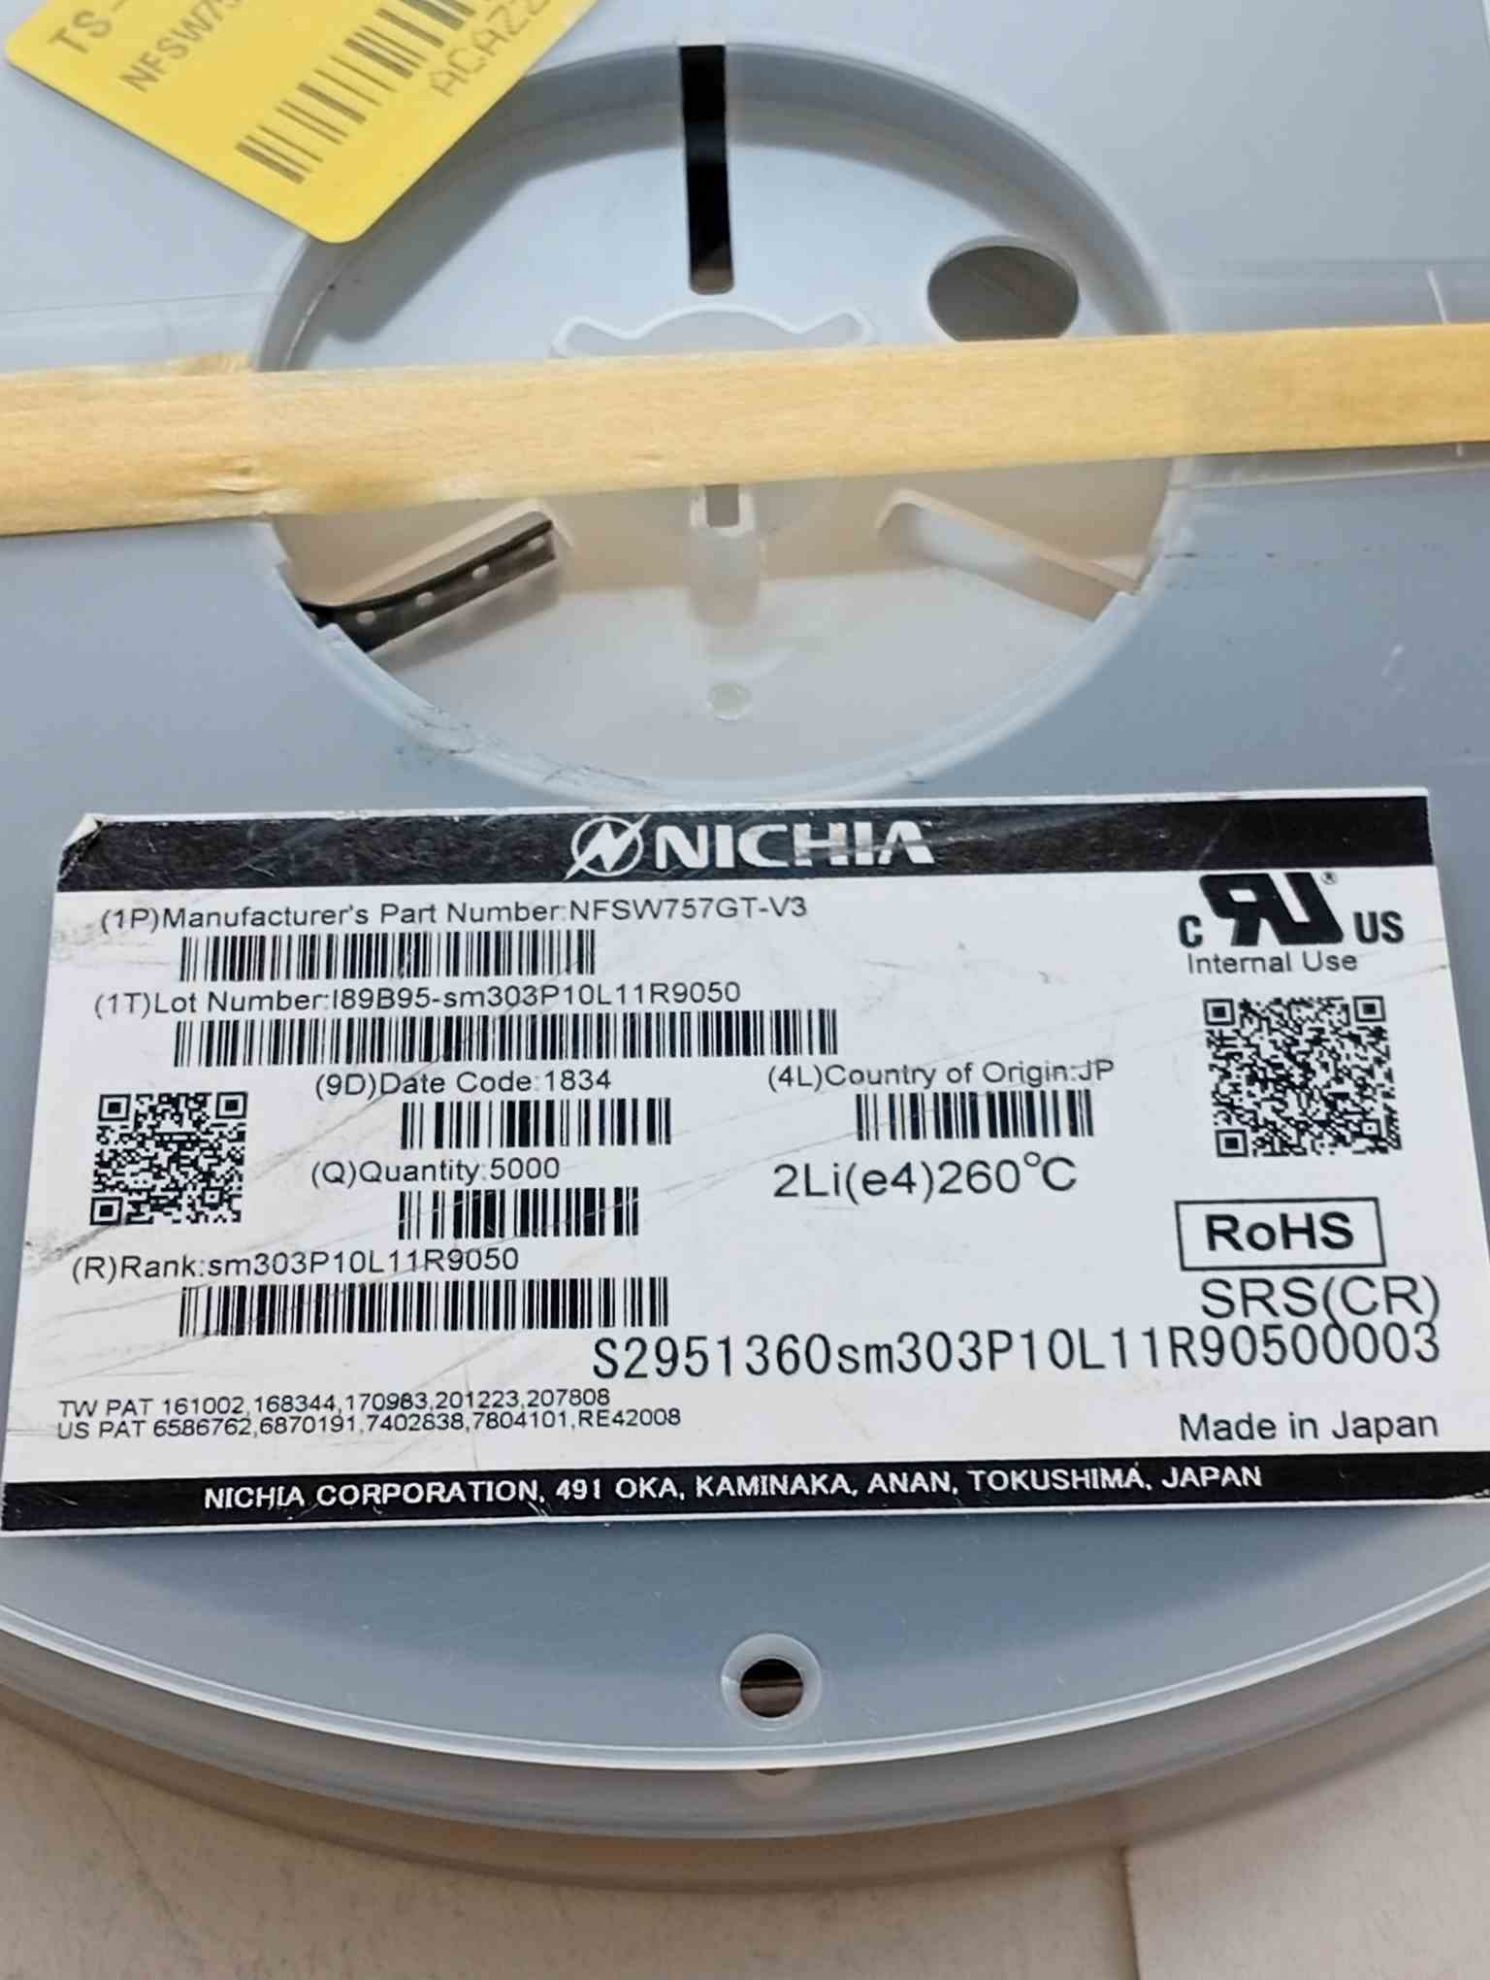 TS-
NFSW75
NICHIA
(1P)Manufacturer's Part Number:NFSW757GT-V3
C US
Internal Use
(1T)Lot Number:I89B95-sm303P10L11R9050
(9D)Date Code:1834
(4L)Country of Origin:JP
(Q)Quantity:5000
2Li(e4)260°C
(R)Rank:sm303P10L11R9050
RoHS
SRS(CR)
S2951360sm303P10L11R90500003
TW PAT 161002,168344,170983,201223,207808
US PAT 6586762,6870191,7402838,7804101,RE42008
Made in Japan
NICHIA CORPORATION, 491 OKA, KAMINAKA, ANAN, TOKUSHIMA, JAPAN